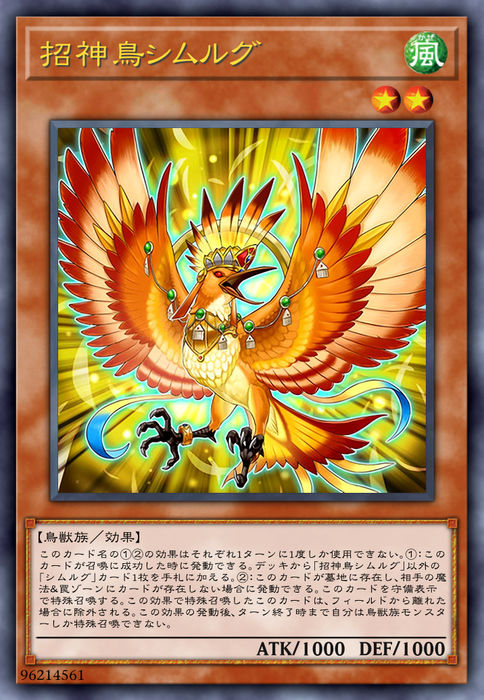 招神鳥シムルグ
かぜ
風
【鳥獣族／効果】
このカード名の①②の効果はそれぞれ1ターンに1度しか使用できない。①:この
カードが召喚に成功した時に発動できる。デッキから「招神鳥シムルグ」以外の
「シムルグ」カード1枚を手札に加える。②:このカードが墓地に存在し、相手の魔
法&罠ゾーンにカードが存在しない場合に発動できる。このカードを守備表示
で特殊召喚する。この効果で特殊召喚したこのカードは、フィールドから離れた
場合に除外される。この効果の発動後、ターン終了時まで自分は鳥獣族モンス
ターしか特殊召喚できない。
ATK/1000 DEF/1000
96214561